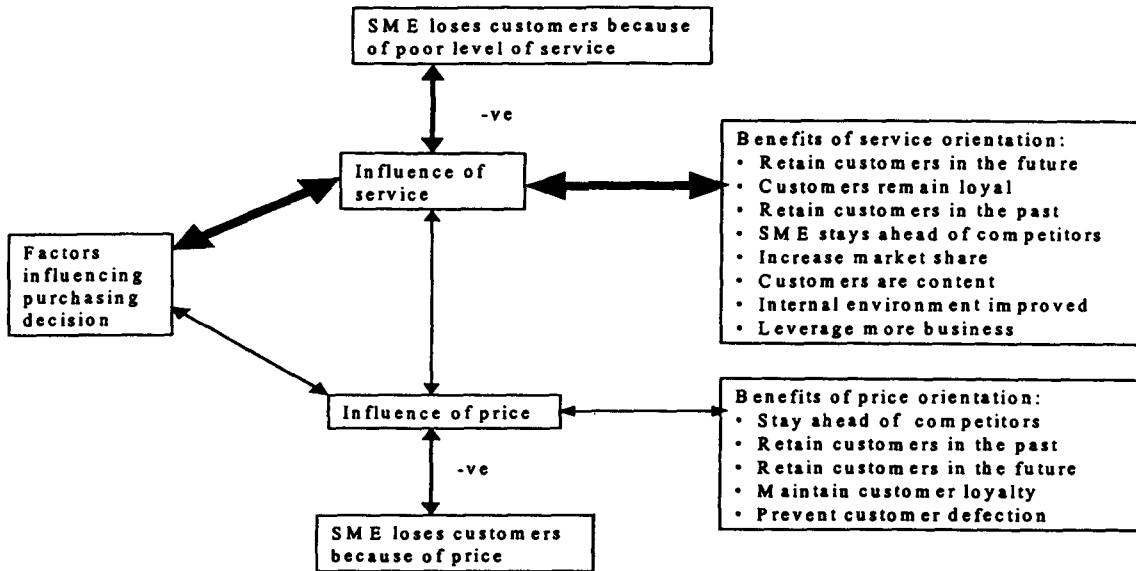 SME loses customers because
of poor level of service
-ve
Influence of
service
Benefits of service orientation:
• Retain customers in the future
• Customers remain loyal
• Retain customers in the past
• SME stays ahead of competitors
• Increase market share
• Customers are content
• Internal environment improved
• Leverage more business
Factors
influencing
purchasing
decision
Influence of price
-ve
Benefits of price orientation:
• Stay ahead of competitors
• Retain customers in the past
• Retain customers in the future
• Maintain customer loyalty
• Prevent customer defection
SME loses customers
because of price